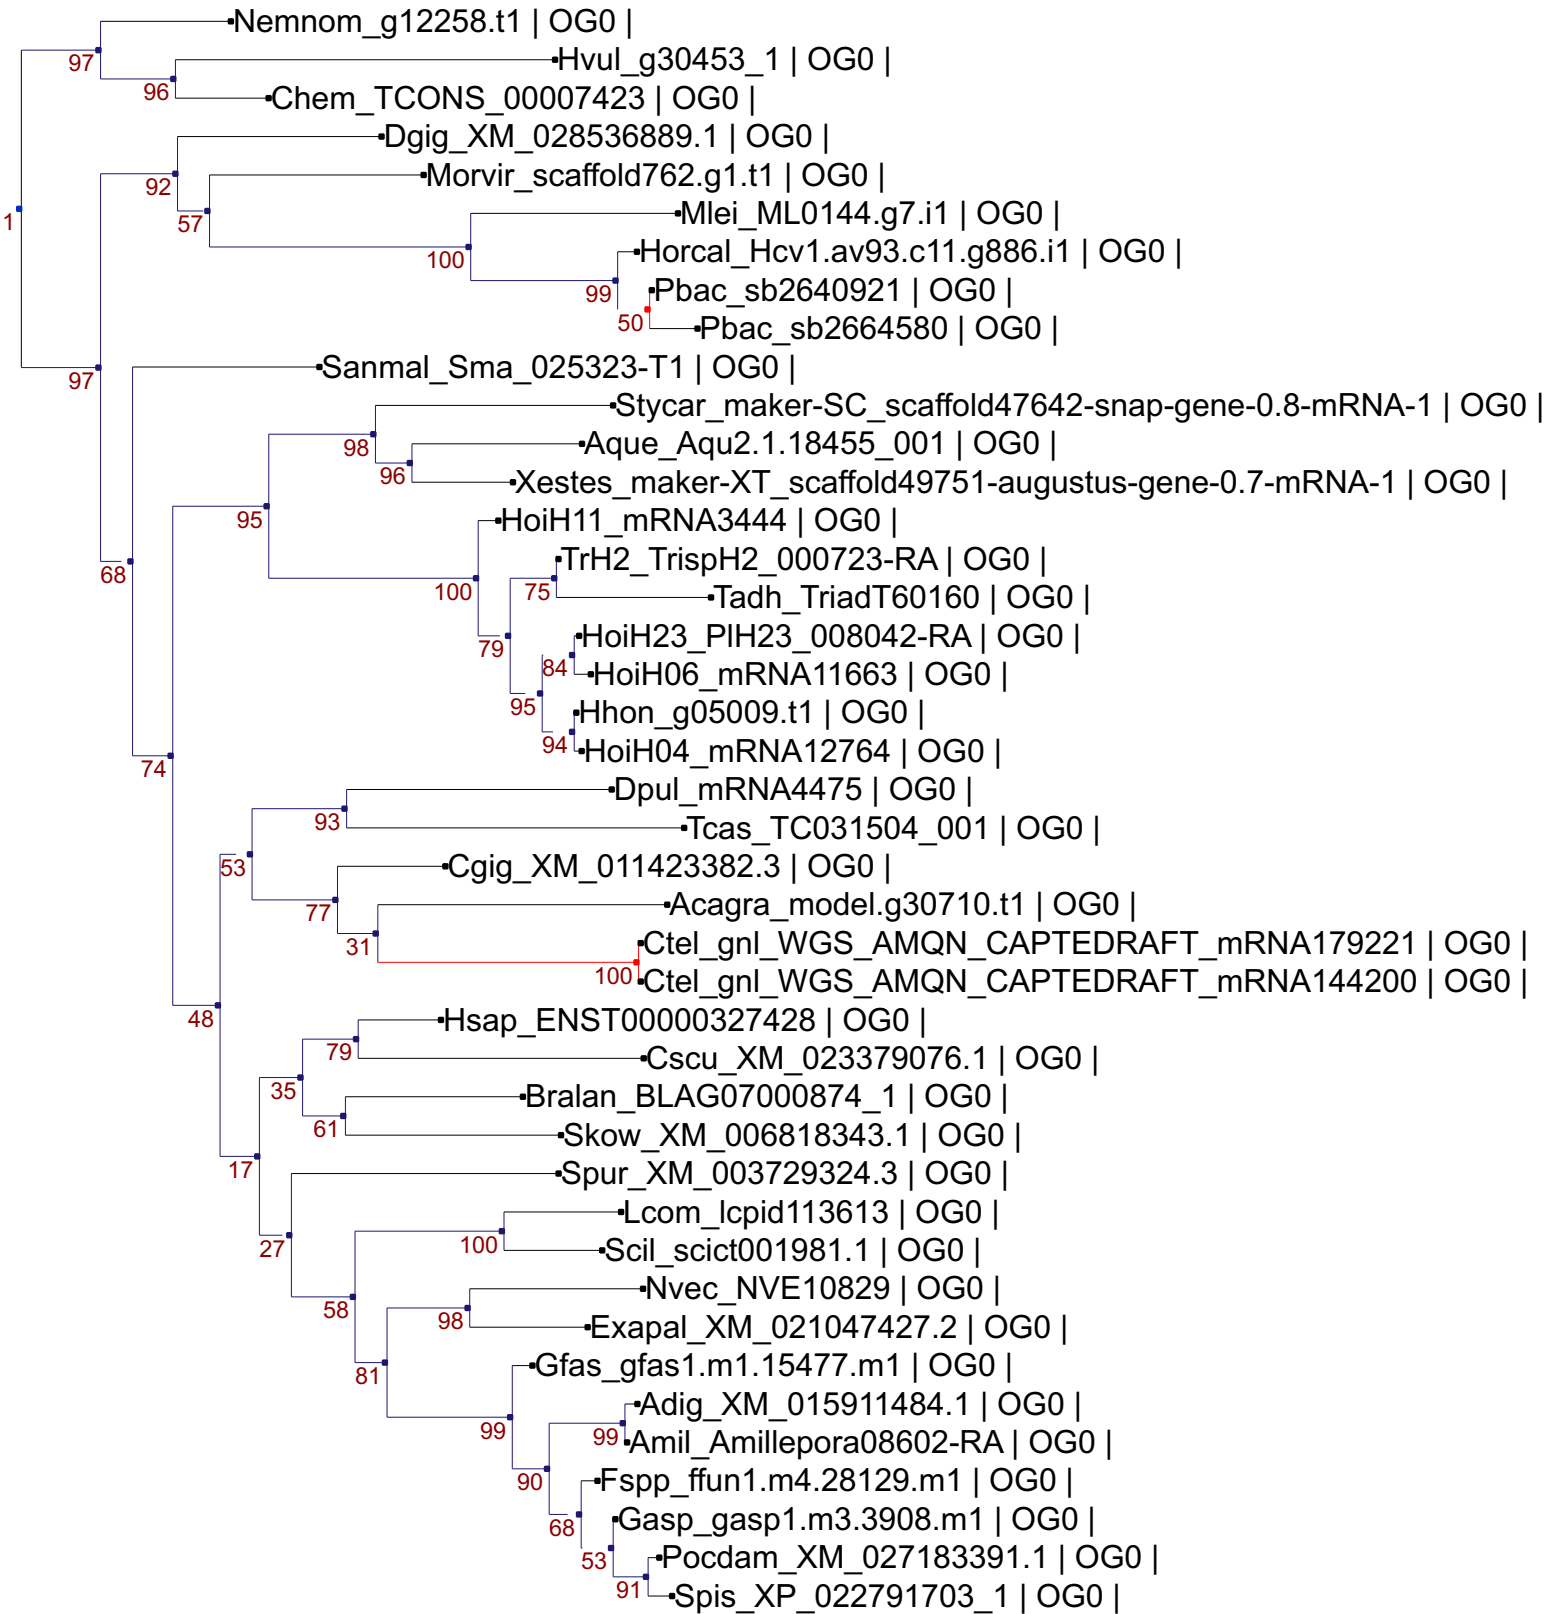 Nemnom_g12258.t1 | OG0 |
97
Hvul_g30453_1 | OG0 |
96
Chem_TCONS_00007423 | OG0 |
Dgig_XM_028536889.1 | OG0 |
92
Morvir_scaffold762.g1.t1 | OG0 |
57
1
Mlei_ML0144.g7.i1 | OG0 |
100
Horcal_Hcv1.av93.c11.g886.i1 | OG0 |
99
Pbac_sb2640921 | OG0 |
50
Pbac_sb2664580 | OG0 |
97
Sanmal_Sma_025323-T1 | OG0 |
Stycar_maker-SC_scaffold47642-snap-gene-0.8-mRNA-1 | OG0 |
98
Aque_Aqu2.1.18455_001 | OG0 |
96
Xestes_maker-XT_scaffold49751-augustus-gene-0.7-mRNA-1 | OG0 |
95
HoiH11_mRNA3444 | OG0 |
68
TrH2_TrispH2_000723-RA | OG0 |
100
75
Tadh_TriadT60160 | OG0 |
79
HoiH23_PlH23_008042-RA | OG0 |
84
HoiH06_mRNA11663 | OG0 |
95
Hhon_g05009.t1 | OG0 |
94
HoiH04_mRNA12764 | OG0 |
74
Dpul_mRNA4475 | OG0 |
93
Tcas_TC031504_001 | OG0 |
53
Cgig_XM_011423382.3 | OG0 |
77
Acagra_model.g30710.t1 | OG0 |
31
Ctel_gnl_WGS_AMQN_CAPTEDRAFT_mRNA179221 | OG0 |
100
Ctel_gnl_WGS_AMQN_CAPTEDRAFT_mRNA144200 | OG0 |
48
Hsap_ENST00000327428 | OG0 |
79
Cscu_XM_023379076.1 | OG0 |
35
Bralan_BLAG07000874_1 | OG0 |
61
Skow_XM_006818343.1 | OG0 |
17
Spur_XM_003729324.3 | OG0 |
Lcom_lcpid113613 | OG0 |
27
100
Scil_scict001981.1 | OG0 |
Nvec_NVE10829 | OG0 |
58
98
Exapal_XM_021047427.2 | OG0 |
81
Gfas_gfas1.m1.15477.m1 | OG0 |
Adig_XM_015911484.1 | OG0 |
99
99
Amil_Amillepora08602-RA | OG0 |
90
Fspp_ffun1.m4.28129.m1 | OG0 |
68
Gasp_gasp1.m3.3908.m1 | OG0 |
53
Pocdam_XM_027183391.1 | OG0 |
91
Spis_XP_022791703_1 | OG0 |